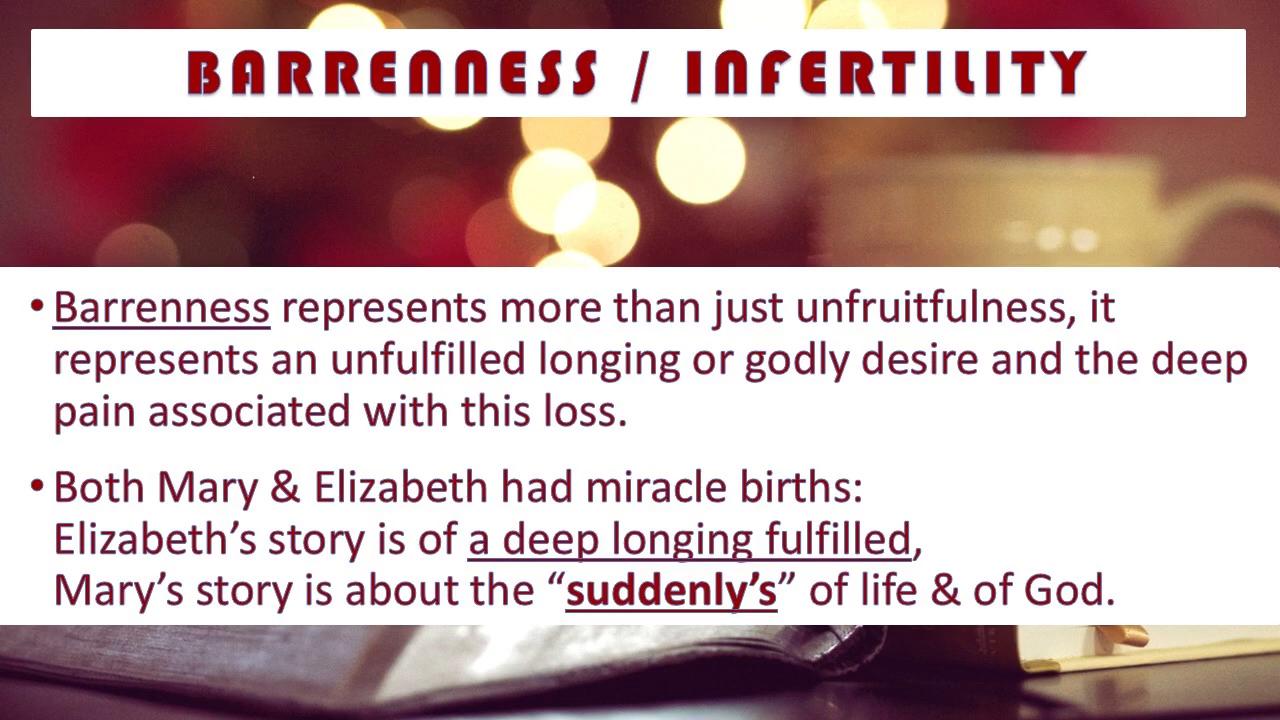 BARRENNESS / INFERTILITY
• Barrenness represents more than just unfruitfulness, it
represents an unfulfilled longing or godly desire and the deep
pain associated with this loss.
• Both Mary & Elizabeth had miracle births:
Elizabeth’s story is of a deep longing fulfilled,
Mary’s story is about the “suddenly’s” of life & of God.